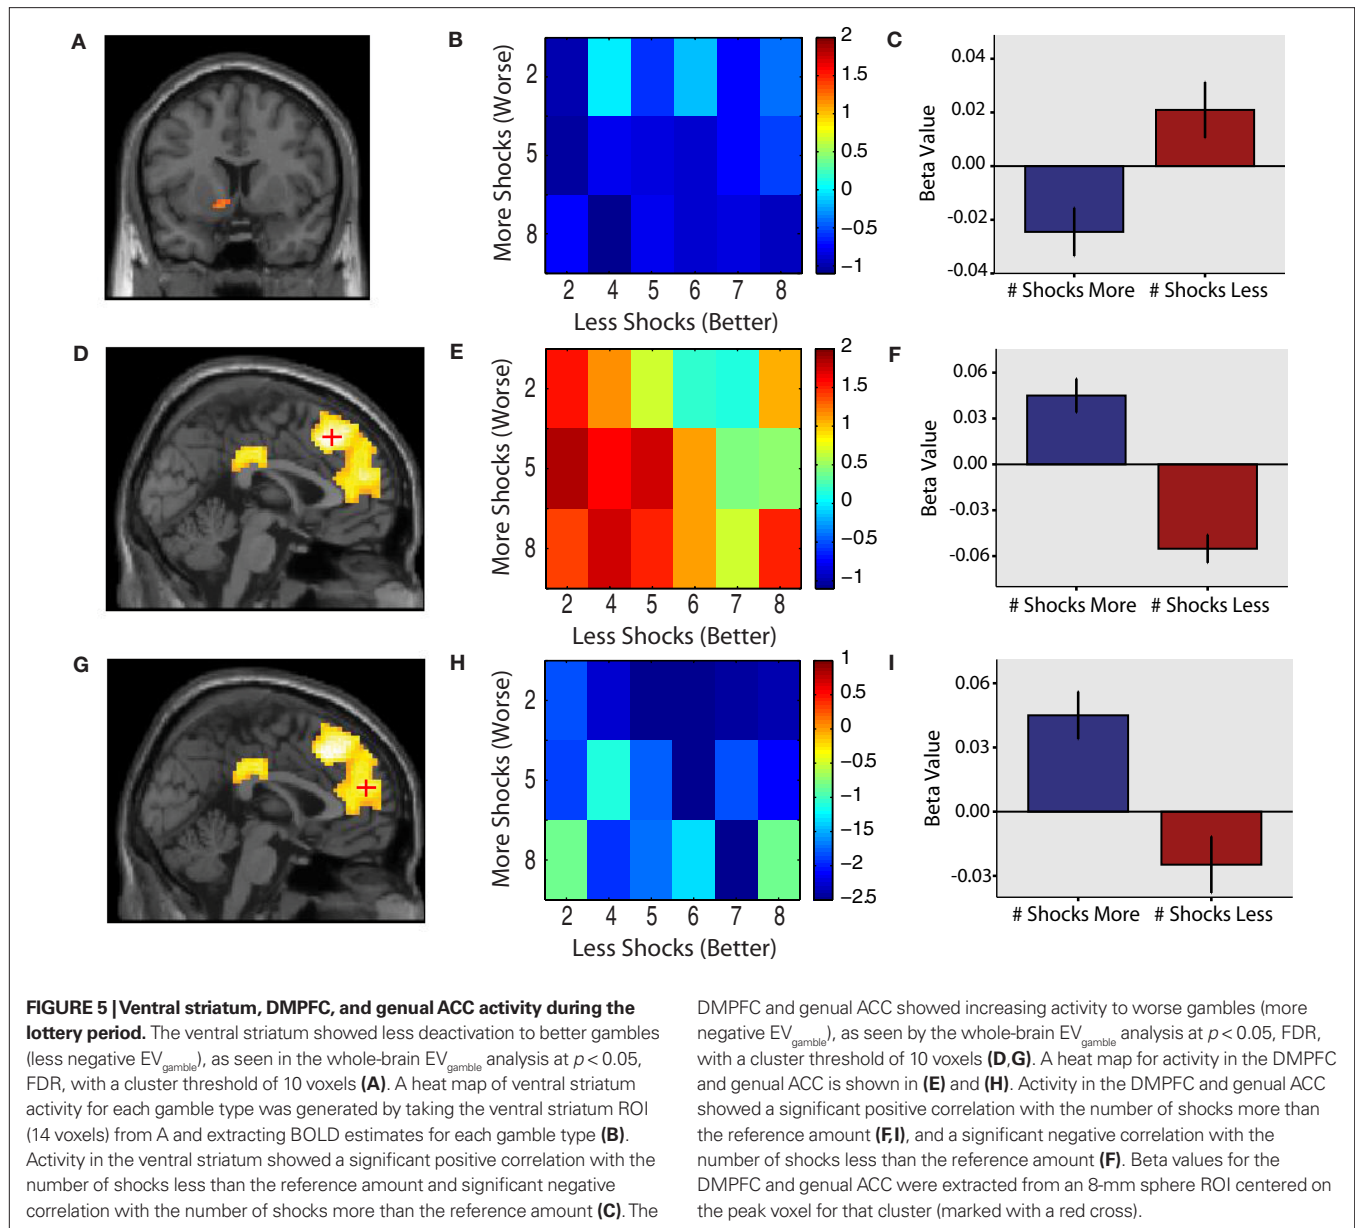 A
B
More Shocks (Worse)
2
5
8
2 4 5 6 7 8
Less Shocks (Better)
2
1.5
1
0.5
0
−0.5
−1
C
Beta Value
0.04
0.02
0.00
-0.02
-0.04
# Shocks More # Shocks Less
D
E
More Shocks (Worse)
2
5
8
2 4 5 6 7 8
Less Shocks (Better)
2
1.5
1
0.5
0
−0.5
−1
F
Beta Value
0.06
0.03
0.00
-0.03
-0.06
# Shocks More # Shocks Less
G
H
More Shocks (Worse)
2
5
8
2 4 5 6 7 8
Less Shocks (Better)
1
0.5
0
−0.5
−1
−15
−2
−2.5
I
Beta Value
0.06
0.03
0.00
-0.03
# Shocks More # Shocks Less
FIGURE 5 | Ventral striatum, DMPFC, and genual ACC activity during the
lottery period. The ventral striatum showed less deactivation to better gambles
(less negative EVgamble), as seen in the whole-brain EVgamble analysis at p < 0.05,
FDR, with a cluster threshold of 10 voxels (A). A heat map of ventral striatum
activity for each gamble type was generated by taking the ventral striatum ROI
(14 voxels) from A and extracting BOLD estimates for each gamble type (B).
Activity in the ventral striatum showed a significant positive correlation with the
number of shocks less than the reference amount and significant negative
correlation with the number of shocks more than the reference amount (C). The
DMPFC and genual ACC showed increasing activity to worse gambles (more
negative EVgamble), as seen by the whole-brain EVgamble analysis at p < 0.05, FDR,
with a cluster threshold of 10 voxels (D,G). A heat map for activity in the DMPFC
and genual ACC is shown in (E) and (H). Activity in the DMPFC and genual ACC
showed a significant positive correlation with the number of shocks more than
the reference amount (F,I), and a significant negative correlation with the
number of shocks less than the reference amount (F). Beta values for the
DMPFC and genual ACC were extracted from an 8-mm sphere ROI centered on
the peak voxel for that cluster (marked with a red cross).